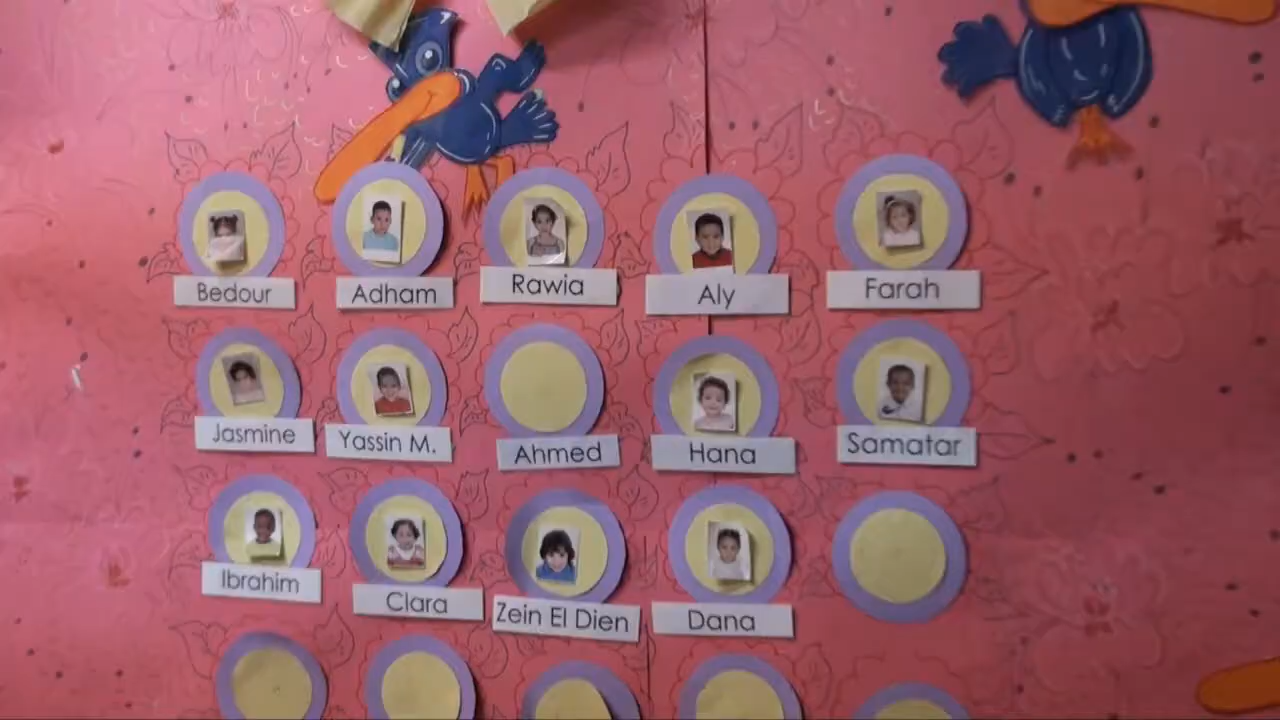 Bedour
Adham
Rawia
Aly
Farah
Jasmine
Yassin M.
Ahmed
Hana
Samatar
Ibrahim
Clara
Zein El Dien
Dana